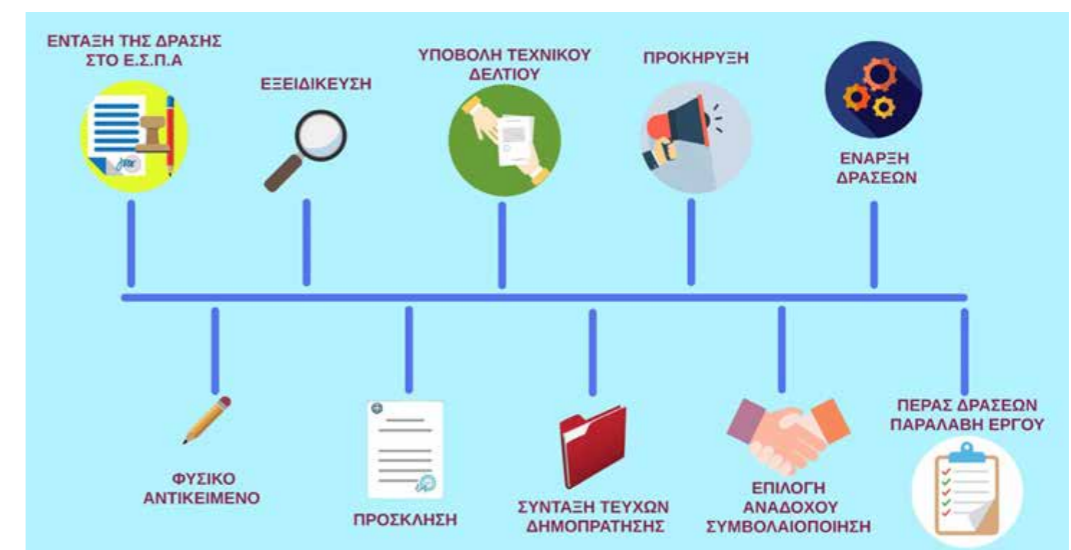 ΕΝΤΑΞΗ ΤΗΣ ΔΡΑΣΗΣ
ΣΤΟ Ε.Σ.Π.Α
ΦΥΣΙΚΟ
ΑΝΤΙΚΕΙΜΕΝΟ
ΕΞΕΙΔΙΚΕΥΣΗ
ΠΡΟΣΚΛΗΣΗ
ΥΠΟΒΟΛΗ ΤΕΧΝΙΚΟΥ
ΔΕΛΤΙΟΥ
ΣΥΝΤΑΞΗ ΤΕΥΧΩΝ
ΔΗΜΟΠΡΑΤΗΣΗΣ
ΠΡΟΚΗΡΥΞΗ
ΕΠΙΛΟΓΗ
ΑΝΑΔΟΧΟΥ
ΣΥΜΒΟΛΑΙΟΠΟΙΗΣΗ
ΕΝΑΡΞΗ
ΔΡΑΣΕΩΝ
ΠΕΡΑΣ ΔΡΑΣΕΩΝ
ΠΑΡΑΛΑΒΗ ΕΡΓΟΥ